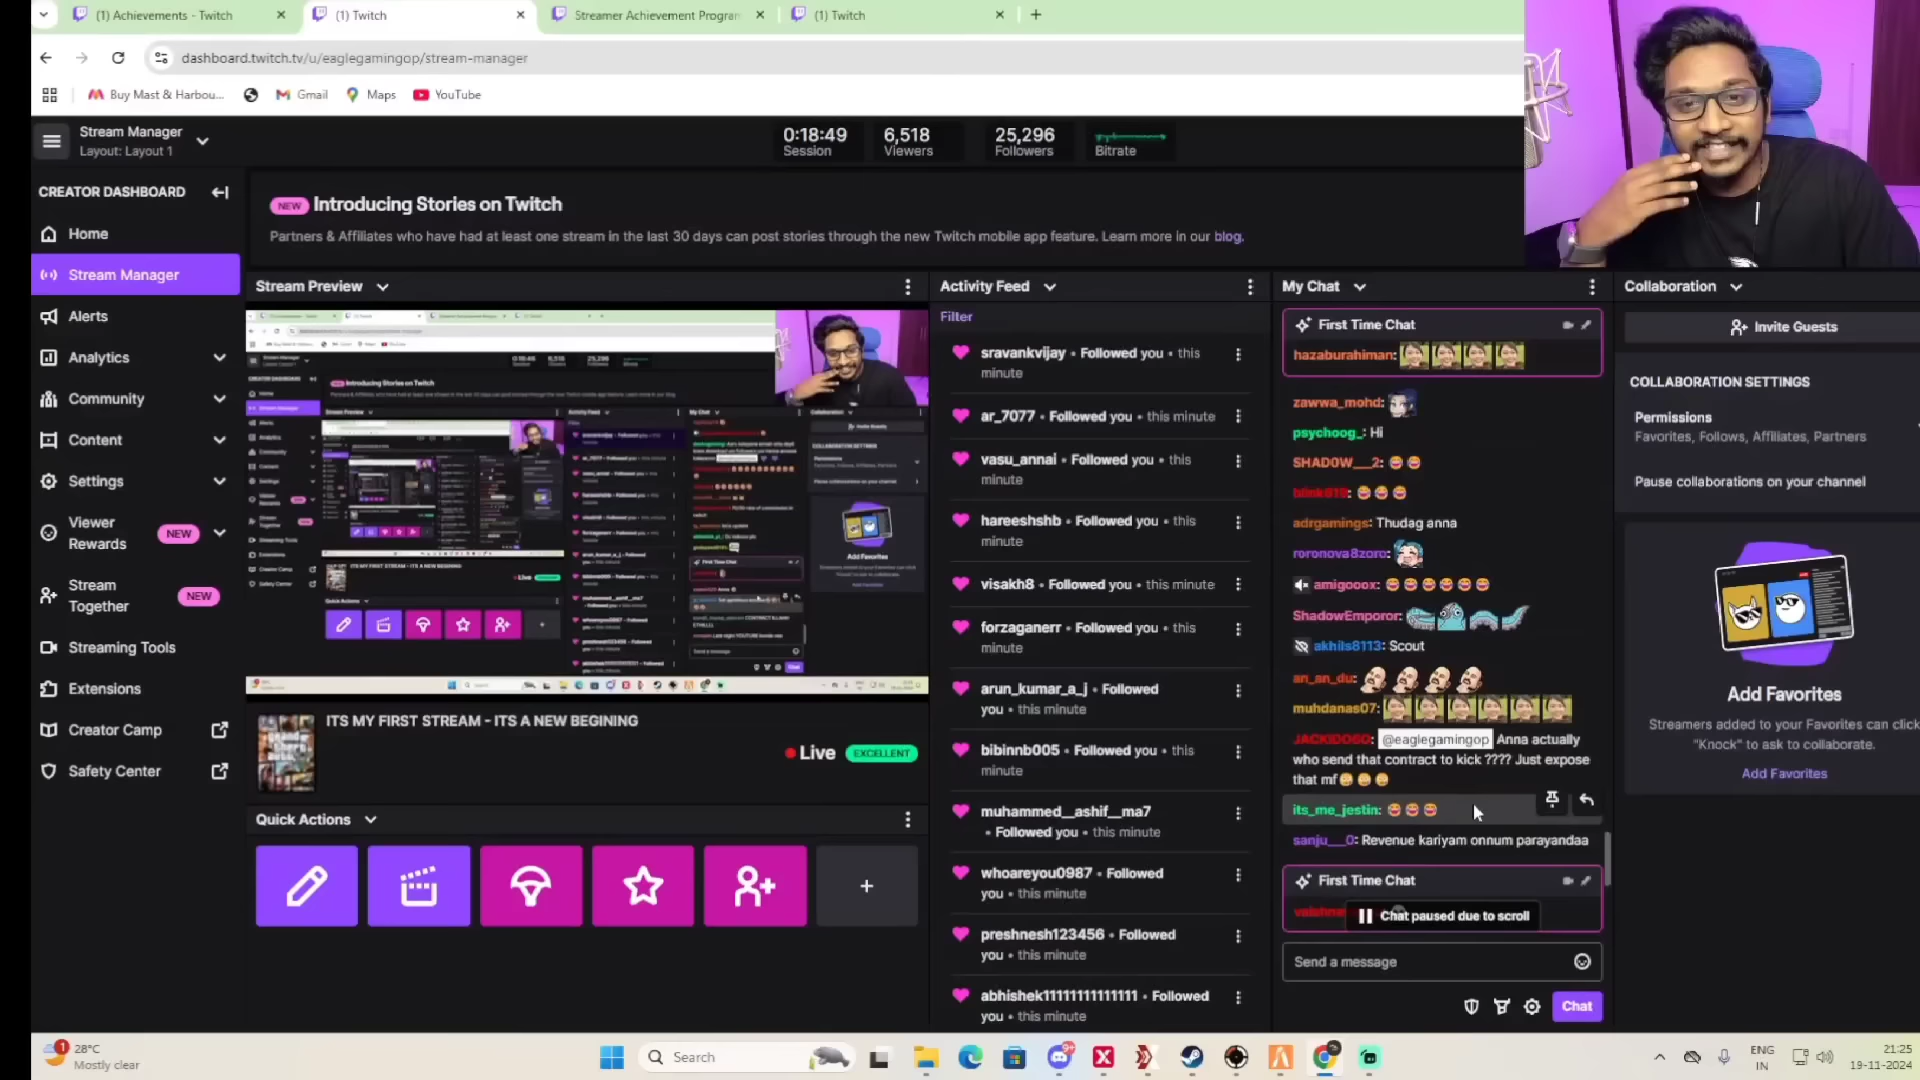 (1) Achievements - Twitch
(1) Twitch
Streamer Achievement Program
(1) Twitch
dashboard.twitch.tv/u/eaglegamingop/stream-manager
Buy Mast & Harbou...
Gmail
Maps
YouTube
Stream Manager
Layout: Layout 1
0:18:49
Session
6,518
Viewers
25,296
Followers
Bitrate
CREATOR DASHBOARD
Home
Stream Manager
Alerts
Analytics
Community
Content
Settings
Viewer Rewards NEW
Stream Together NEW
Streaming Tools
Extensions
Creator Camp
Safety Center
NEW Introducing Stories on Twitch
Partners & Affiliates who have had at least one stream in the last 30 days can post stories through the new Twitch mobile app feature. Learn more in our blog.
Stream Preview
ITS MY FIRST STREAM - ITS A NEW BEGINING
Live EXCELLENT
Quick Actions
Activity Feed
Filter
sravankvijay • Followed you • this
minute
ar_7077 • Followed you • this minute
vasu_annai • Followed you • this
minute
hareeshshb • Followed you • this
minute
visakh8 • Followed you • this minute
forzaganerr • Followed you • this
minute
arun_kumar_a_j • Followed
you • this minute
bibinnb005 • Followed you • this
minute
muhammed__ashif__ma7
• Followed you • this minute
whoareyou0987 • Followed
you • this minute
preshnesh123456 • Followed
you • this minute
abhishek11111111111111 • Followed
you • this minute
My Chat
First Time Chat
hazaburahiman:
zawwa_mohd:
psychoog_: Hi
SHAD0W___2:
adrgamings: Thudag anna
roronova8zoro:
amigooox:
ShadowEmporor:
akhils8113: Scout
an_an_du:
muhdanas07:
@eaglegamingop Anna actually
who send that contract to kick ???? Just expose
that mf
its_me_jestin:
sanju___0: Revenue kariyam onnum parayandaa
First Time Chat
Chat paused due to scroll
Send a message
Chat
Collaboration
Invite Guests
COLLABORATION SETTINGS
Permissions
Favorites, Follows, Affiliates, Partners
Pause collaborations on your channel
Add Favorites
Streamers added to your Favorites can click
"Knock" to ask to collaborate.
Add Favorites
1
28°C
Mostly clear
Search
9+
ENG
IN
21:25
19-11-2024